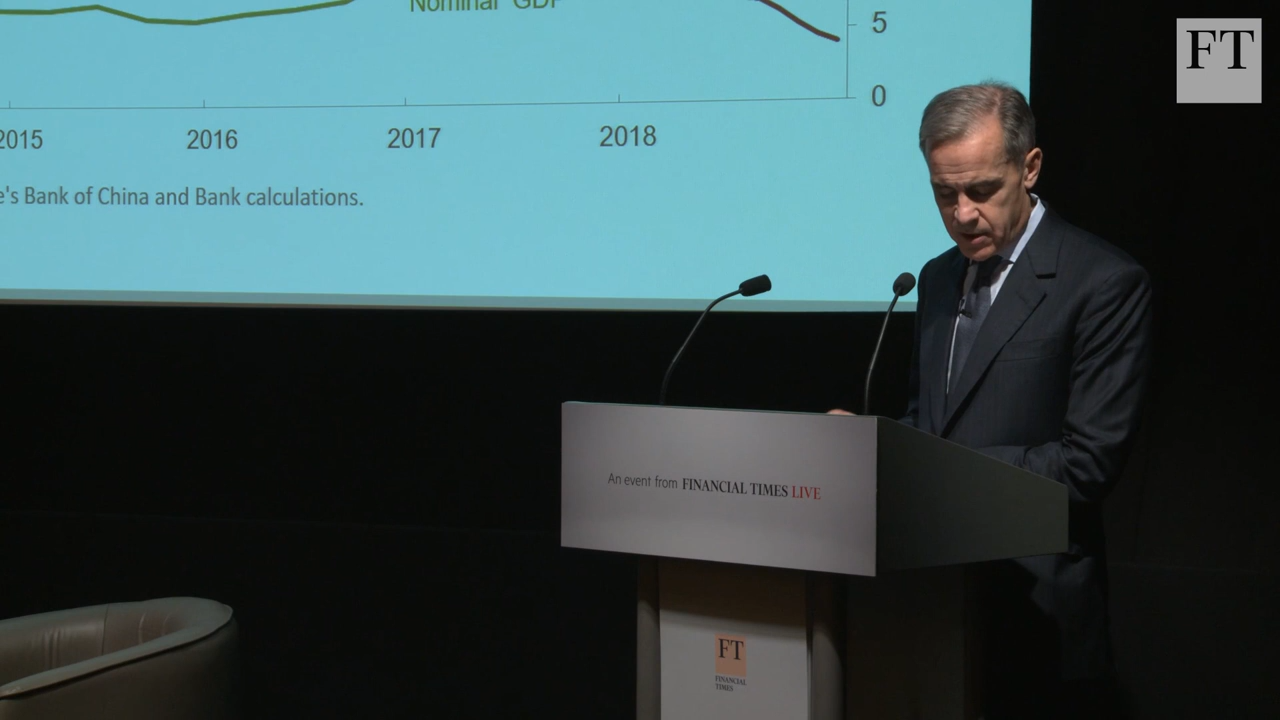 FT
Nominal GDP
5
0
2015
2016
2017
2018
e's Bank of China and Bank calculations.
An event from FINANCIAL TIMES LIVE
FT
FINANCIAL
TIMES